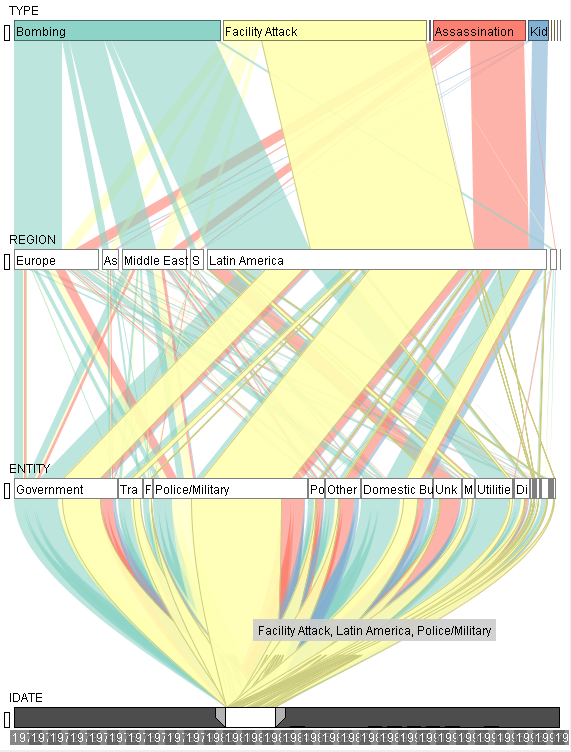 TYPE
Bombing Facility Attack Assassination Kid
REGION
Europe As Middle East S Latin America
ENTITY
Government Tra F Police/Military Po Other Domestic Bu Unk M Utilitie Di
Facility Attack, Latin America, Police/Military
IDATE